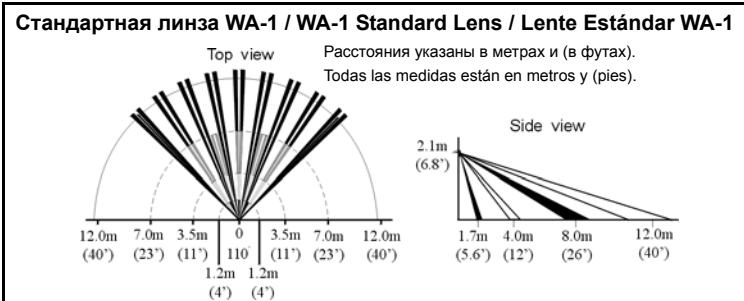 Стандартная линза WA-1 / WA-1 Standard Lens / Lente Estándar WA-1
Top view
Расстояния указаны в метрах и (в футах).
Todas las medidas están en metros y (pies).
Side view
2.1m
(6.8')
12.0m 7.0m 3.5m 0 3.5m 7.0m 12.0m
(40') (23') (11') 110° (11') (23') (40')
1.2m 1.2m
(4') (4')
1.7m 4.0m 8.0m 12.0m
(5.6') (12') (26') (40')